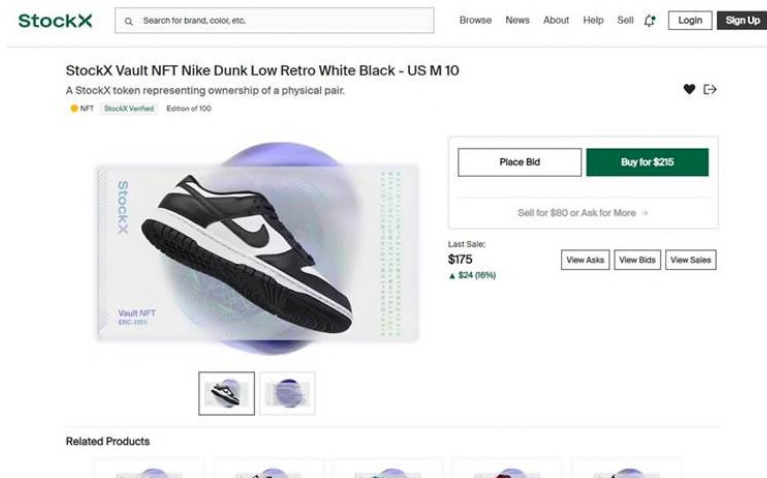 StockX
Search for brand, color, etc.
Browse News About Help Sell Login Sign Up
StockX Vault NFT Nike Dunk Low Retro White Black - US M 10
A StockX token representing ownership of a physical pair.
NFT StockX Verified Edition of 100
Place Bid Buy for $215
Sell for $80 or Ask for More →
StockX
Vault NFT
ERC-1155
Last Sale:
$175
▲ $24 (16%)
View Asks View Bids View Sales
Related Products